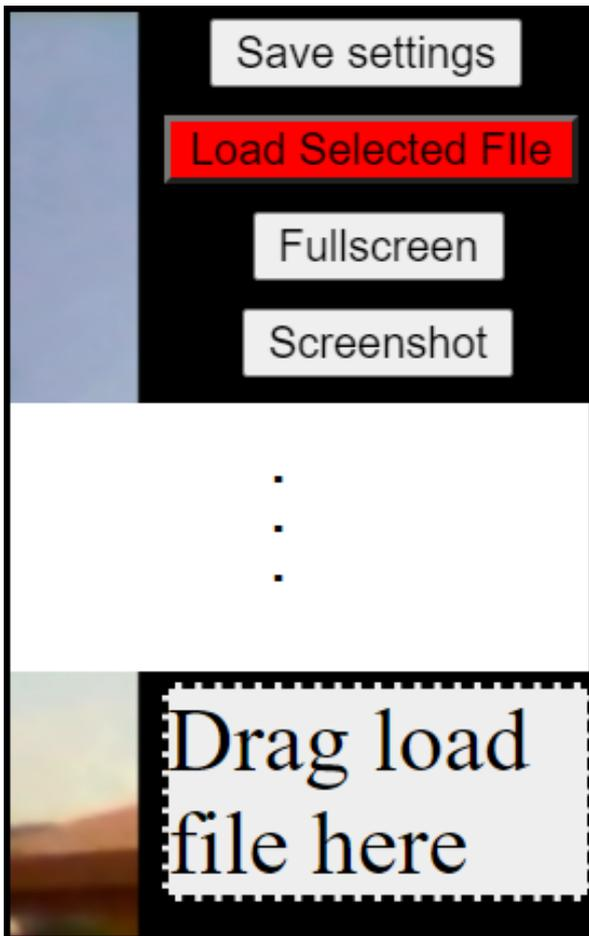 Save settings
Load Selected FIle
Fullscreen
Screenshot
.
.
.
Drag load
file here